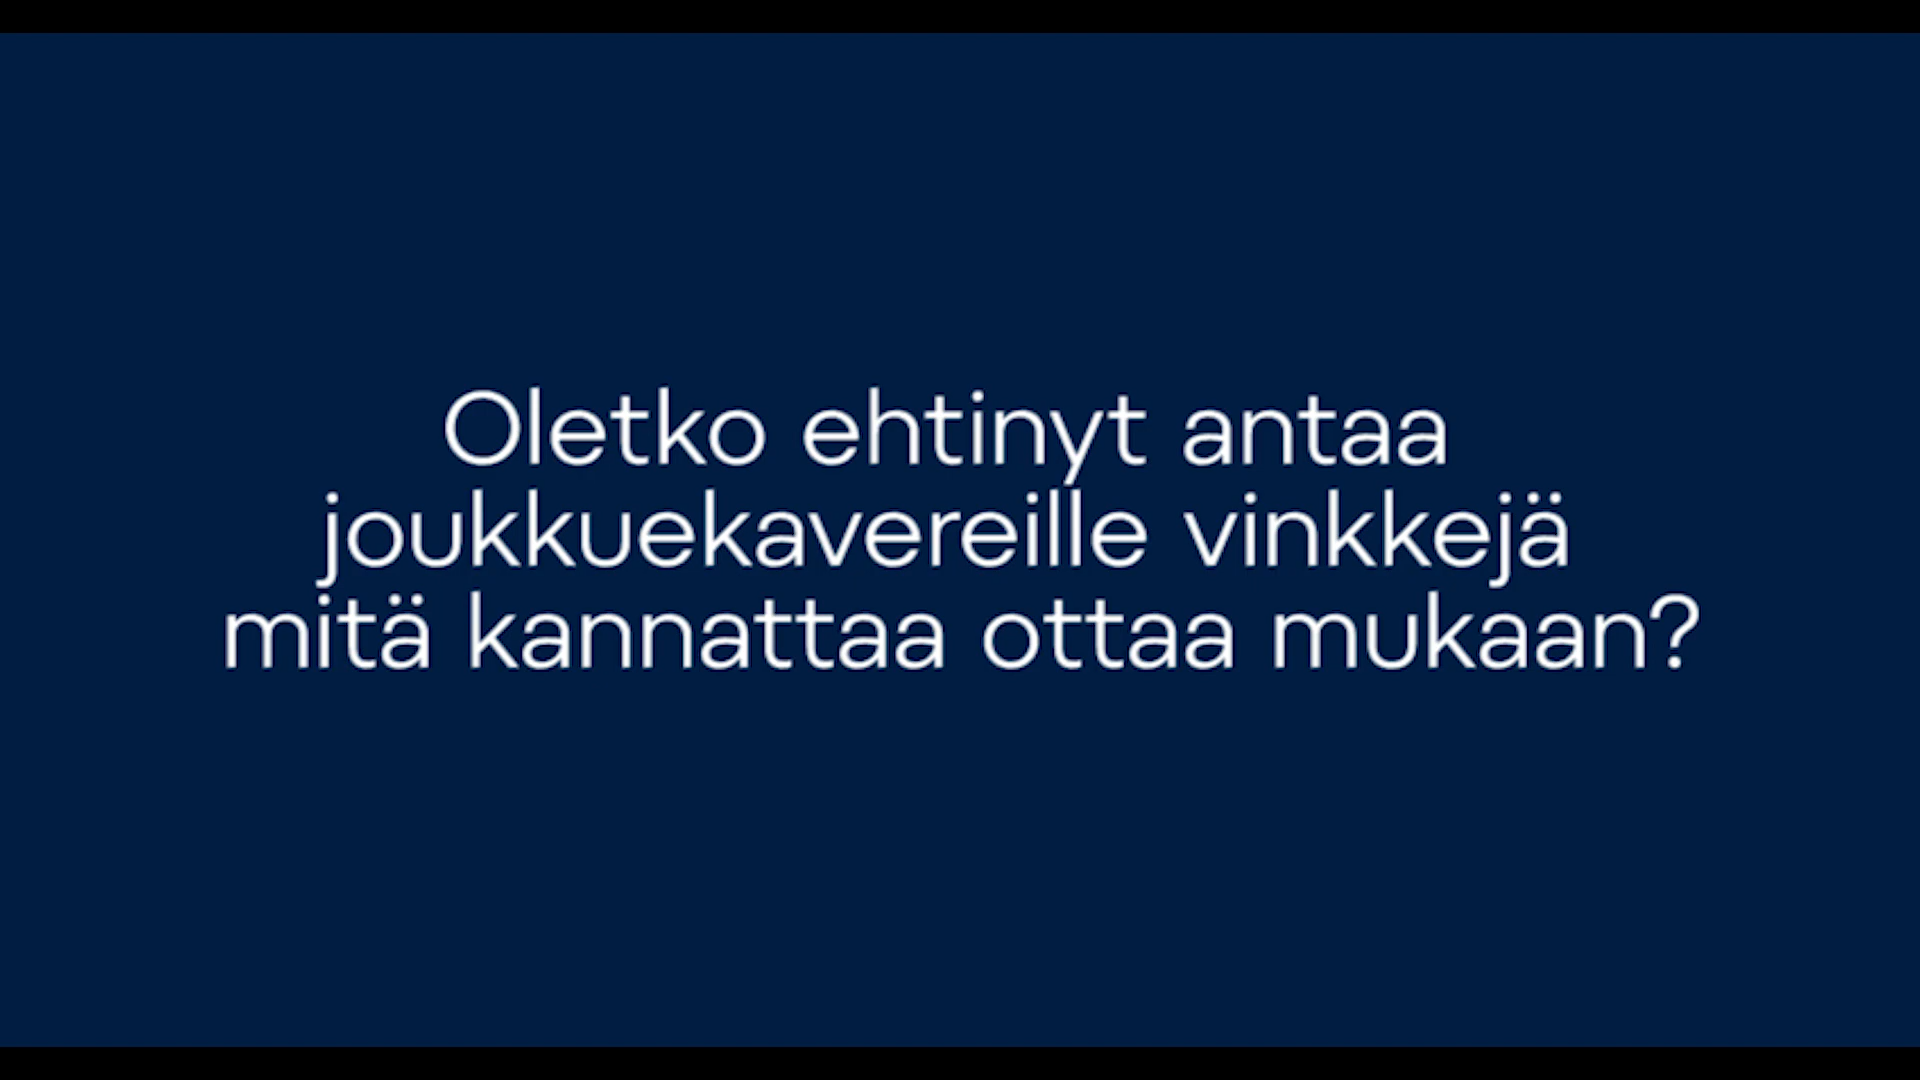 Oletko ehtinyt antaa
joukkuekavereille vinkkejä
mitä kannattaa ottaa mukaan?